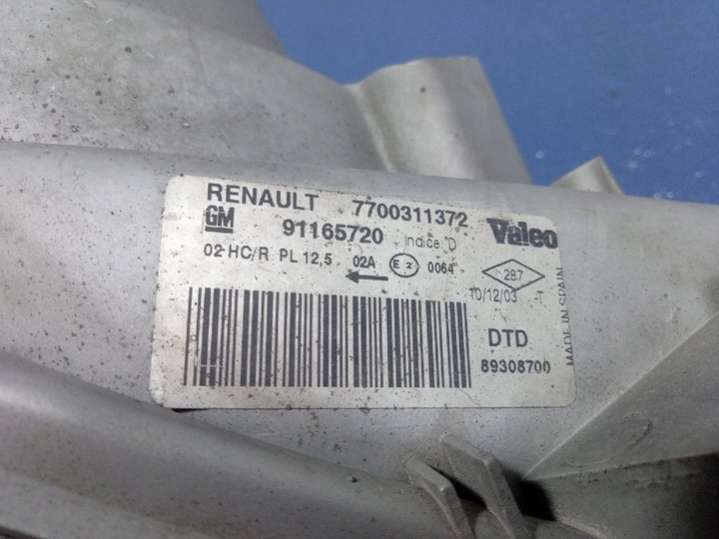 RENAULT 7700311372
GM 91165720 Indice D Valeo
02 HC/R PL 12,5 02A E 2 0064 287
10/12/03 -T
DTD
89308700
MADE IN SPAIN